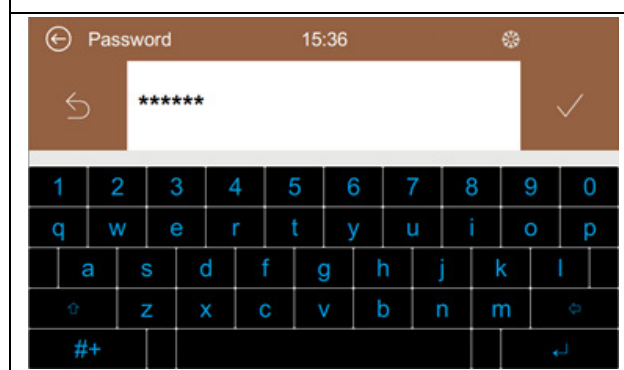 Password 15:36
******
1 2 3 4 5 6 7 8 9 0
q w e r t y u i o p
a s d f g h j k l
z x c v b n m
#+